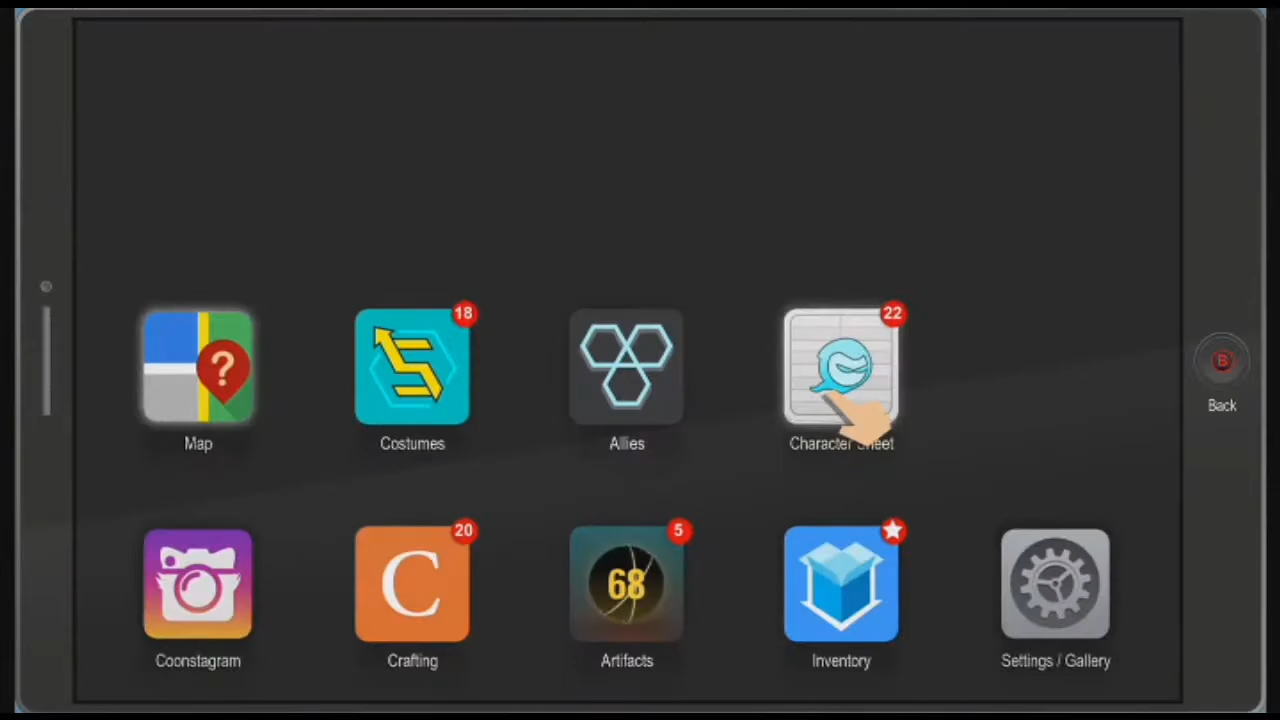 18
22
?
B
Back
Map
Costumes
Allies
Character Sheet
20
5
C
68
Coonstagram
Crafting
Artifacts
Inventory
Settings / Gallery